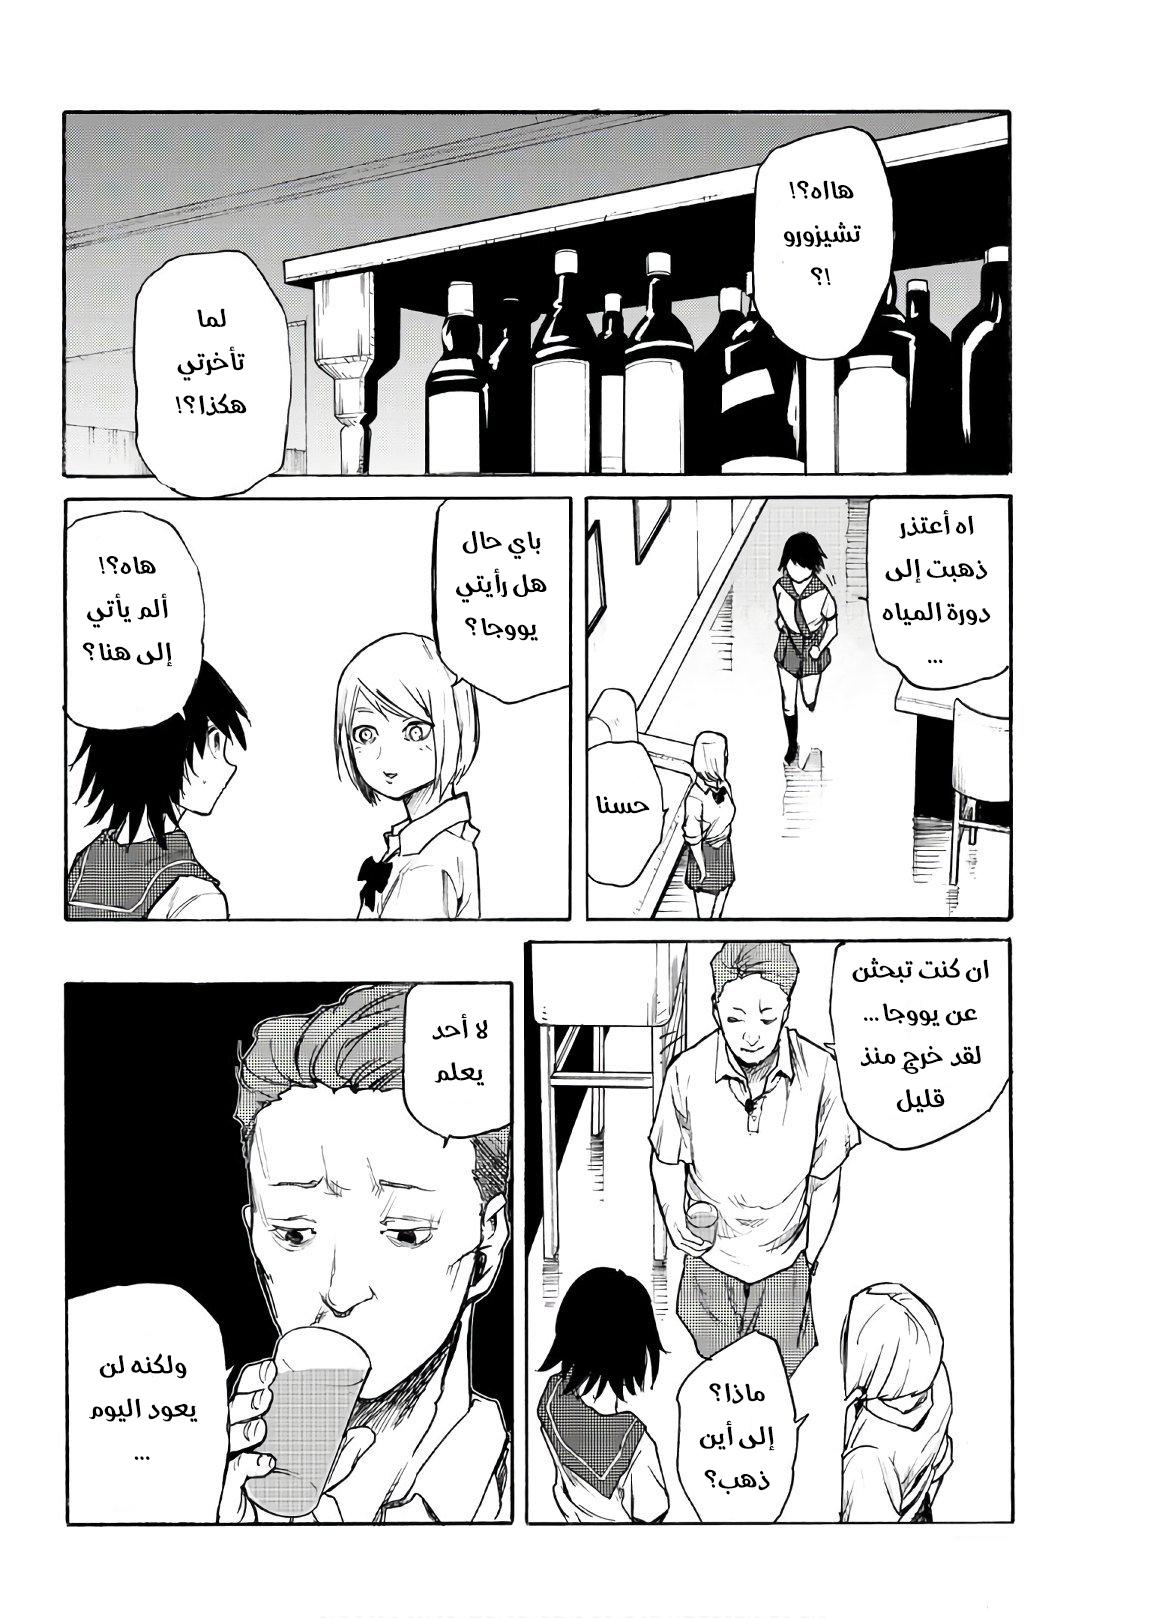 هااه؟!
تشيزورو
؟!
لما
تأخرتي
هكذا؟!
اه أعتذر
ذهبت إلى
دورة المياه
...
حسنا
باي حال
هل رأيتي
يووجا؟
هاه؟!
ألم يأتي
إلى هنا؟
ان كنت تبحثن
عن يووجا...
لقد خرج منذ
قليل
ماذا؟
إلى أين
ذهب؟
لا أحد
يعلم
ولكنه لن
يعود اليوم
...